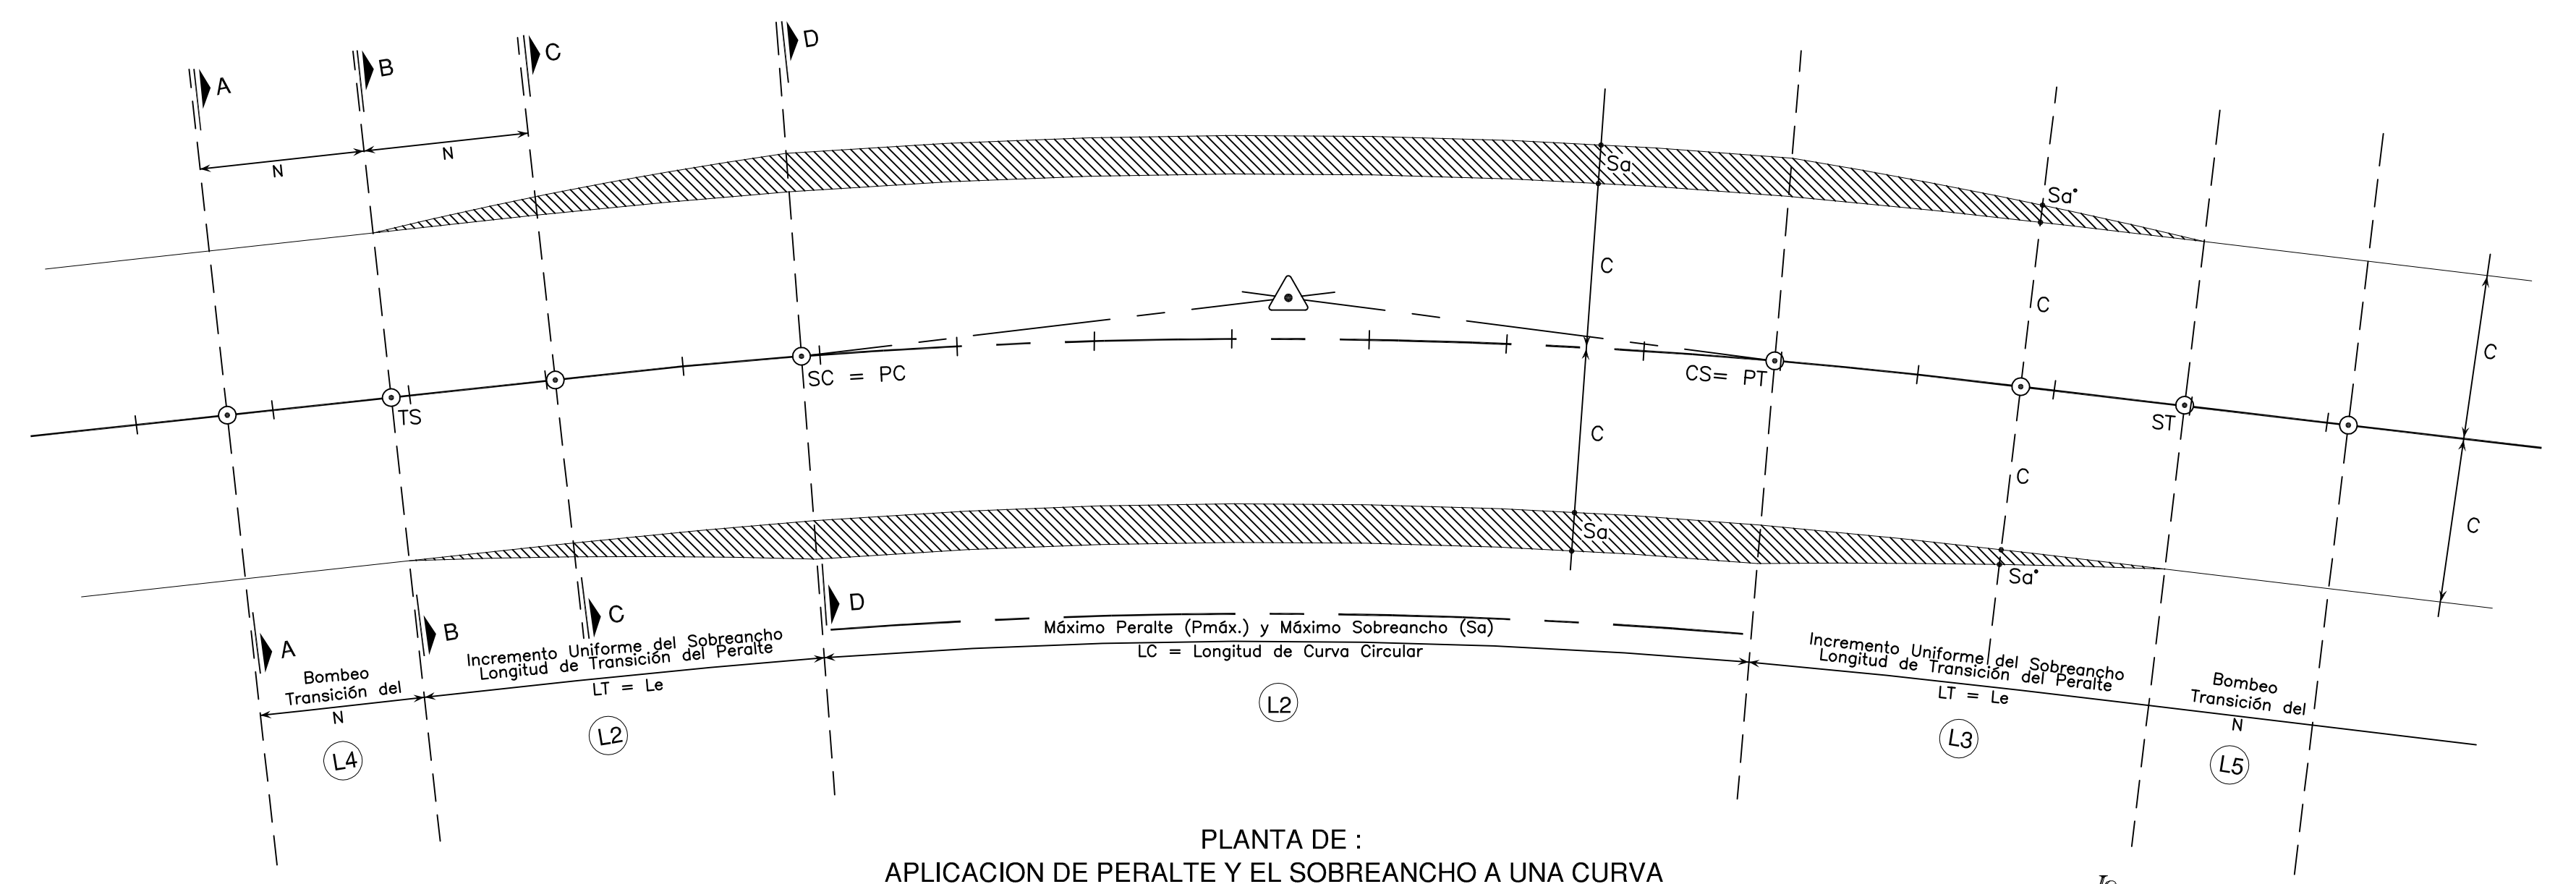 A
B
C
D
N
N
Sa
Sa'
C
C
C
SC = PC
CS= PT
TS
ST
C
C
C
Sa
Sa'
A
B
C
D
Bombeo
Transición del
N
Incremento Uniforme del Sobreancho
Longitud de Transición del Peralte
LT = Le
Máximo Peralte (Pmáx.) y Máximo Sobreancho (Sa)
LC = Longitud de Curva Circular
Incremento Uniforme del Sobreancho
Longitud de Transición del Peralte
LT = Le
Bombeo
Transición del
N
L4
L2
L2
L3
L5
PLANTA DE :
APLICACION DE PERALTE Y EL SOBREANCHO A UNA CURVA